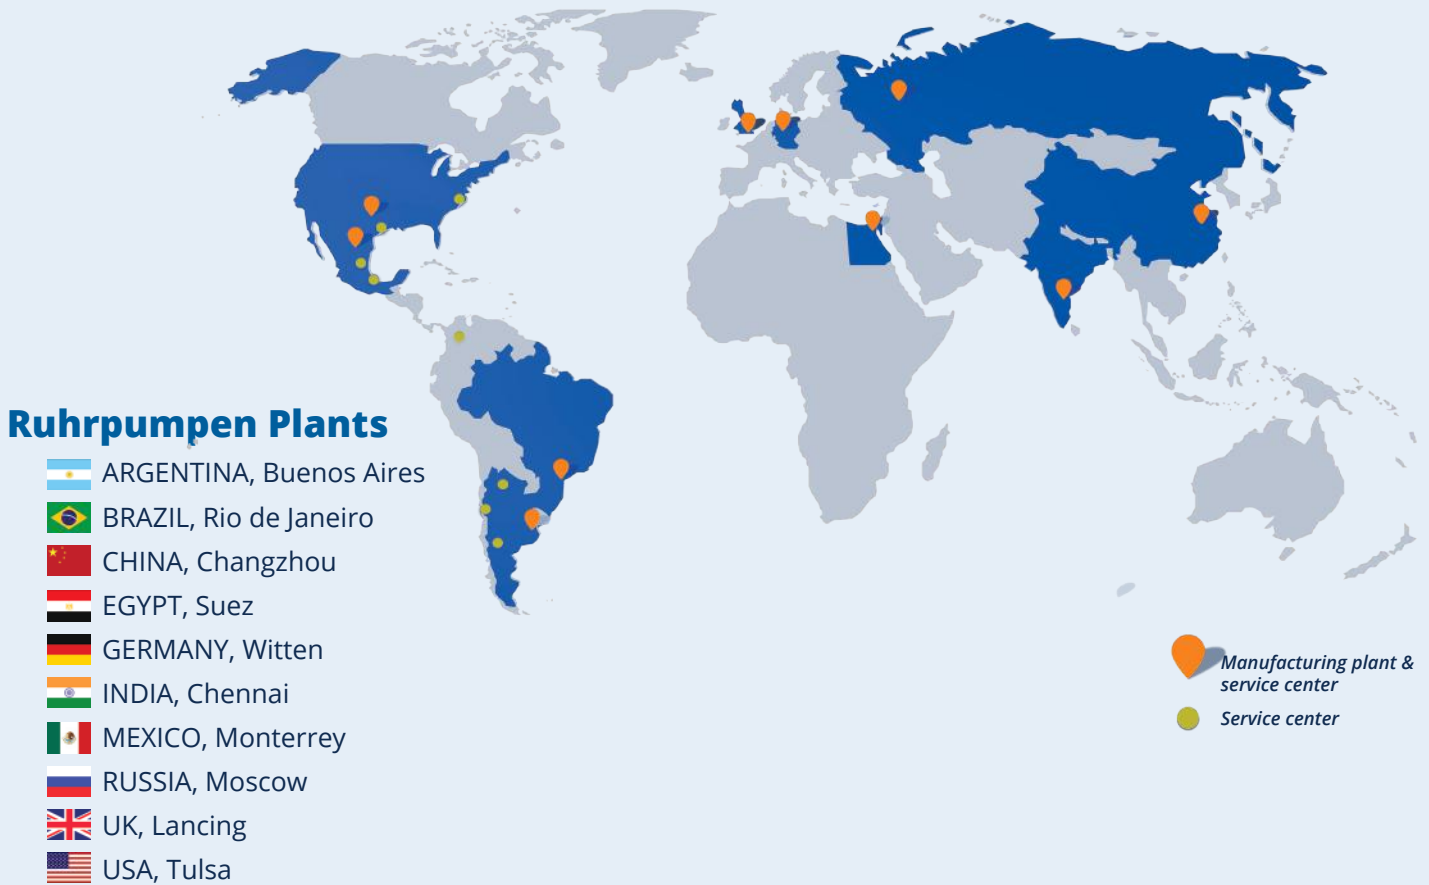 Ruhrpumpen Plants
ARGENTINA, Buenos Aires
BRAZIL, Rio de Janeiro
CHINA, Changzhou
EGYPT, Suez
GERMANY, Witten
INDIA, Chennai
MEXICO, Monterrey
RUSSIA, Moscow
UK, Lancing
USA, Tulsa
Manufacturing plant &
service center
Service center